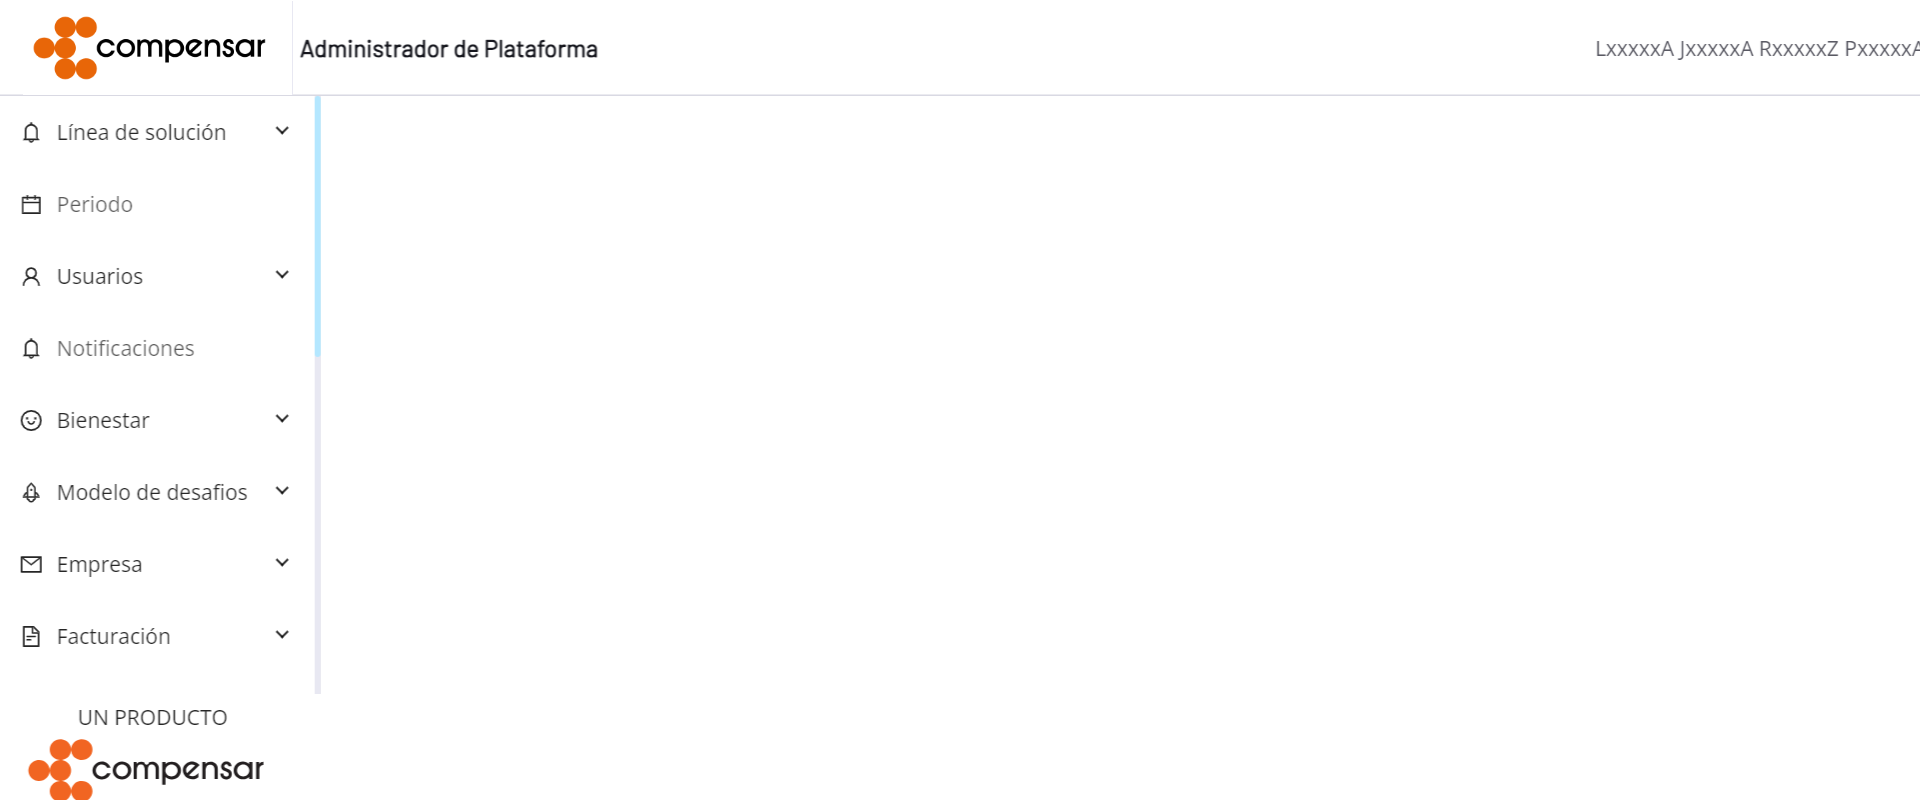 compensar
Administrador de Plataforma
LxxxxxA JxxxxxA RxxxxxZ PxxxxxA
Línea de solución
Periodo
Usuarios
Notificaciones
Bienestar
Modelo de desafios
Empresa
Facturación
UN PRODUCTO
compensar